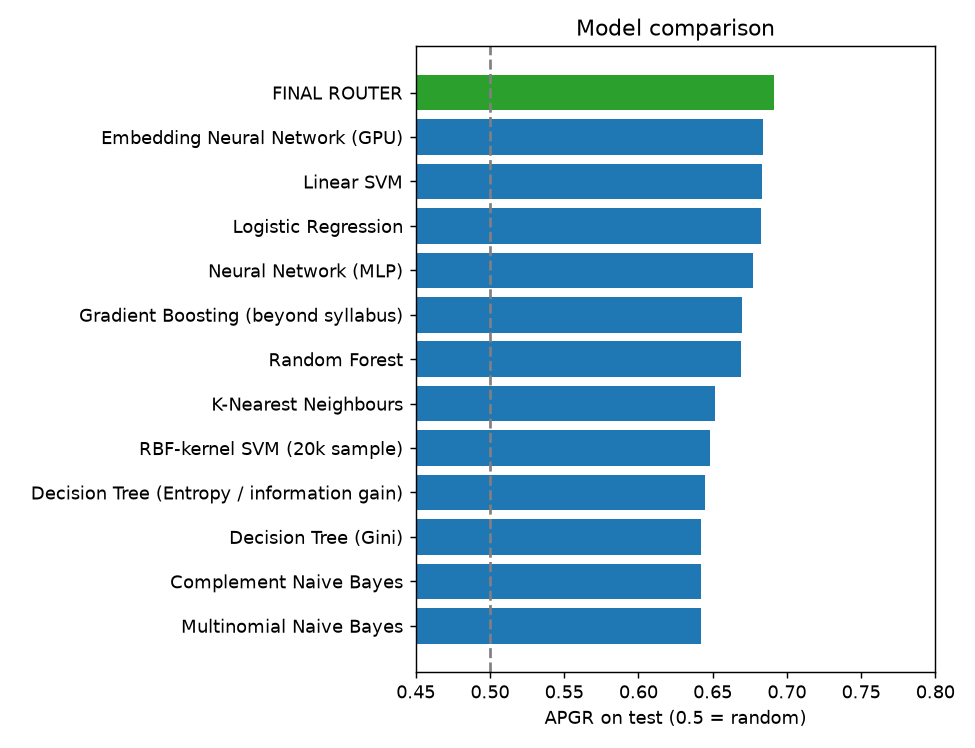 Model comparison
FINAL ROUTER
Embedding Neural Network (GPU)
Linear SVM
Logistic Regression
Neural Network (MLP)
Gradient Boosting (beyond syllabus)
Random Forest
K-Nearest Neighbours
RBF-kernel SVM (20k sample)
Decision Tree (Entropy / information gain)
Decision Tree (Gini)
Complement Naive Bayes
Multinomial Naive Bayes
0.45 0.50 0.55 0.60 0.65 0.70 0.75 0.80
APGR on test (0.5 = random)